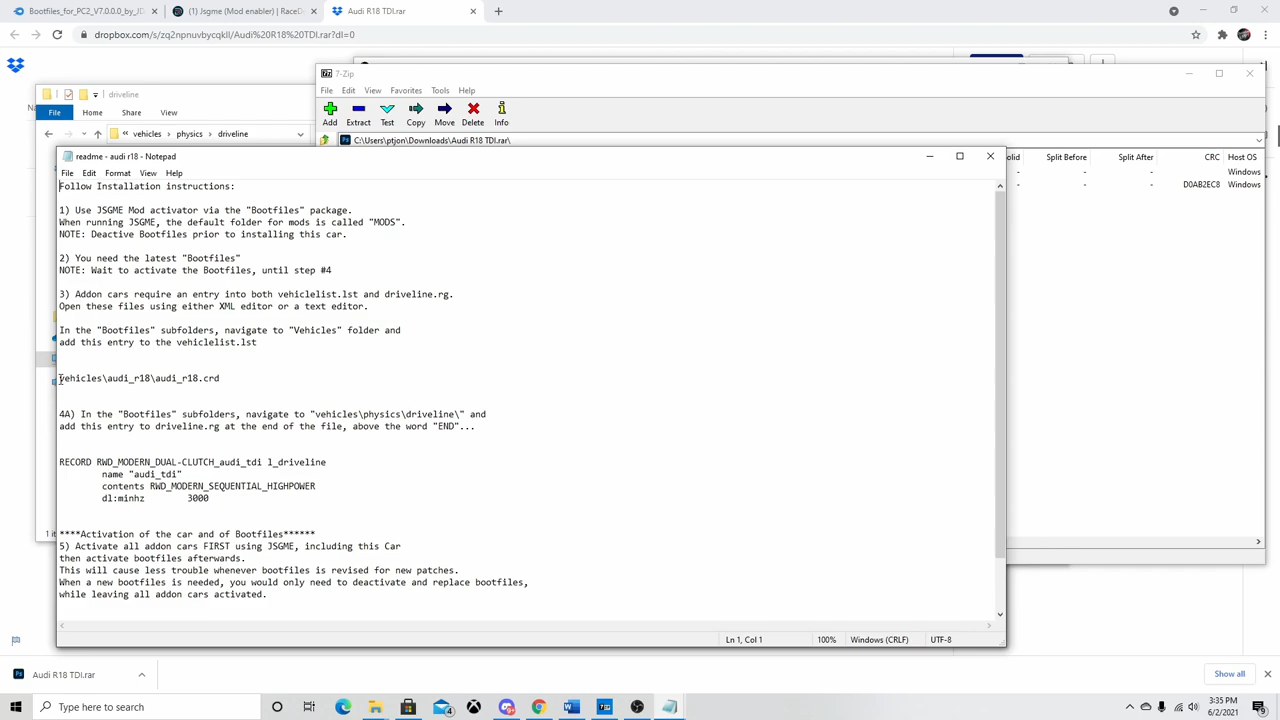 Bootfiles_for_PC2_V7.0.0.0_by_JD
Jsgme (Mod enabler) | RaceD
Audi R18 TDI.rar
dropbox.com/s/zq2npnuvbycqkll/Audi%20R18%20TDI.rar?dl=0
7-Zip
driveline
File Edit View Favorites Tools Help
File Home Share View
Add Extract Test Copy Move Delete Info
vehicles physics driveline
C:\Users\ptjon\Downloads\Audi R18 TDI.rar\
readme - audi r18 - Notepad
olid Split Before Split After CRC Host OS
- - - Windows
- - - D0AB2EC8 Windows
File Edit Format View Help
Follow Installation instructions:
1) Use JSGME Mod activator via the "Bootfiles" package.
When running JSGME, the default folder for mods is called "MODS".
NOTE: Deactive Bootfiles prior to installing this car.
2) You need the latest "Bootfiles"
NOTE: Wait to activate the Bootfiles, until step #4
3) Addon cars require an entry into both vehiclelist.lst and driveline.rg.
Open these files using either XML editor or a text editor.
In the "Bootfiles" subfolders, navigate to "Vehicles" folder and
add this entry to the vehiclelist.lst
vehicles\audi_r18\audi_r18.crd
4A) In the "Bootfiles" subfolders, navigate to "vehicles\physics\driveline\" and
add this entry to driveline.rg at the end of the file, above the word "END"...
RECORD RWD_MODERN_DUAL-CLUTCH_audi_tdi l_driveline
name "audi_tdi"
contents RWD_MODERN_SEQUENTIAL_HIGHPOWER
dl:minhz 3000
****Activation of the car and of Bootfiles******
5) Activate all addon cars FIRST using JSGME, including this Car
then activate bootfiles afterwards.
This will cause less trouble whenever bootfiles is revised for new patches.
When a new bootfiles is needed, you would only need to deactivate and replace bootfiles,
while leaving all addon cars activated.
1 it
Ln 1, Col 1 100% Windows (CRLF) UTF-8
Audi R18 TDI.rar
Show all
Type here to search
4
3:35 PM
6/2/2021
9